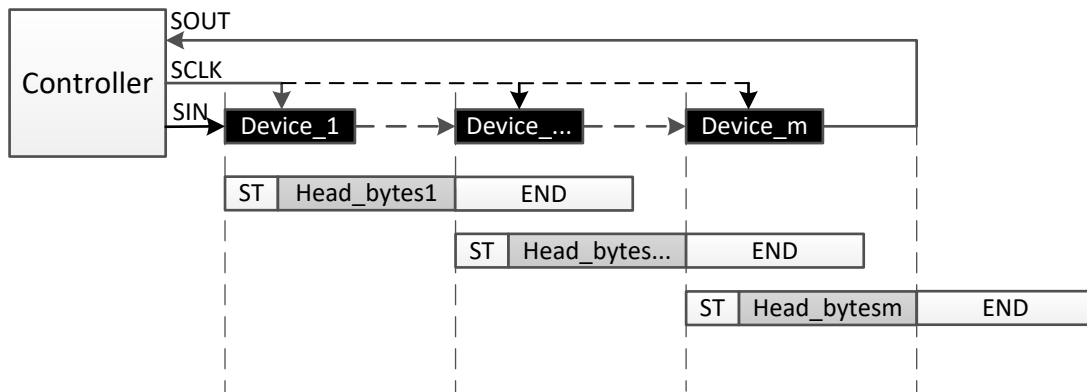 SOUT
Controller
SCLK
SIN
Device_1
Device_...
Device_m
ST Head_bytes1 END
ST Head_bytes... END
ST Head_bytesm END